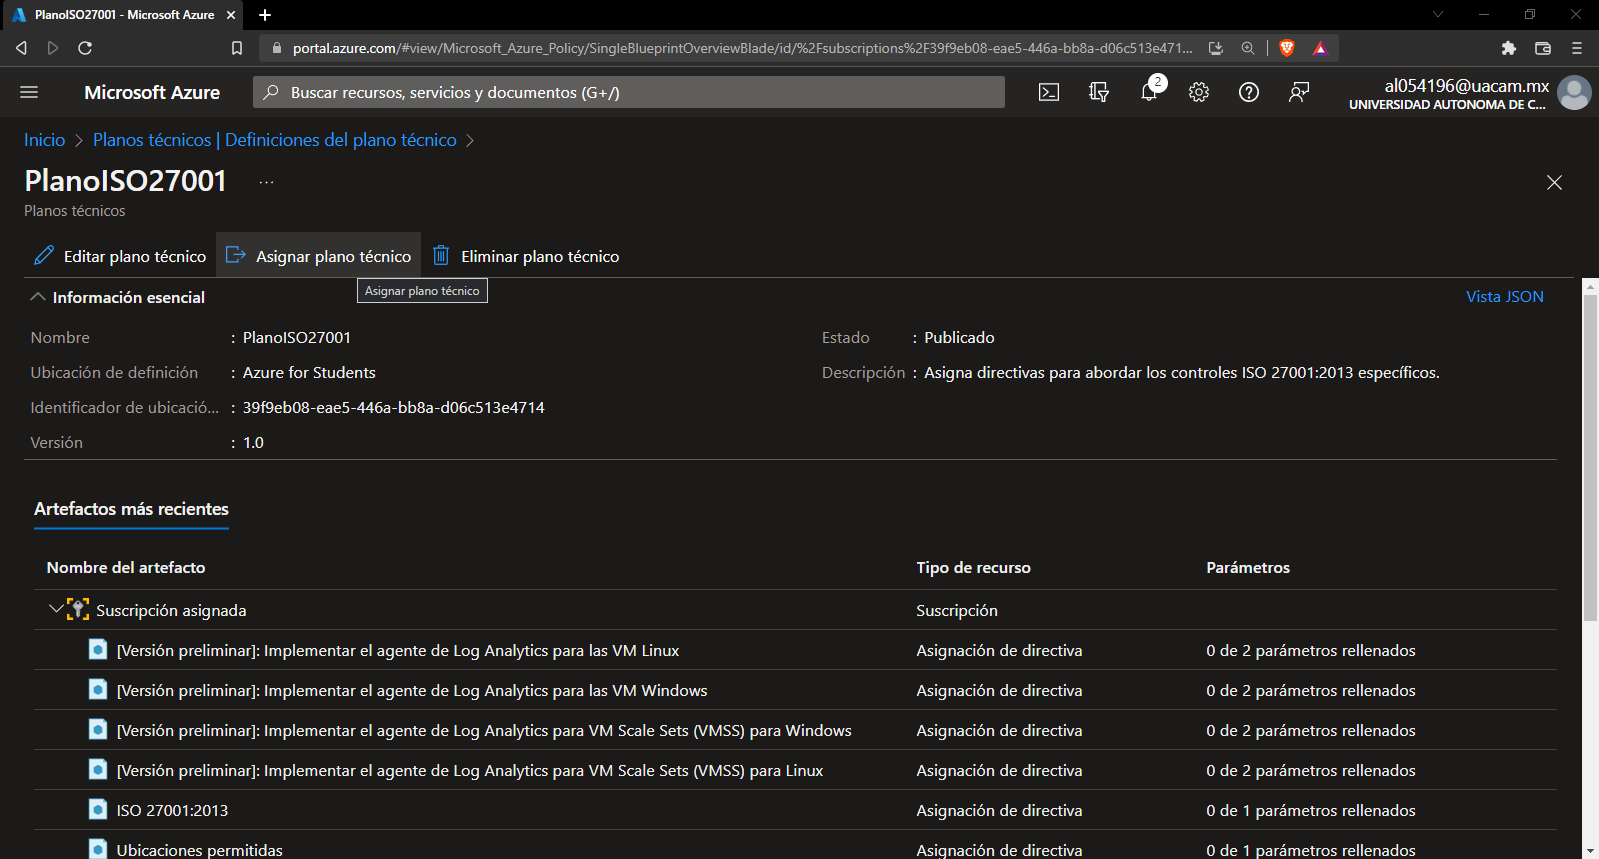 PlanoISO27001 - Microsoft Azure
portal.azure.com/#view/Microsoft_Azure_Policy/SingleBlueprintOverviewBlade/id/%2Fsubscriptions%2F39f9eb08-eae5-446a-bb8a-d06c513e471...
Microsoft Azure
Buscar recursos, servicios y documentos (G+/)
2
al054196@uacam.mx
UNIVERSIDAD AUTONOMA DE C...
Inicio > Planos técnicos | Definiciones del plano técnico >
PlanoISO27001 ...
Planos técnicos
Editar plano técnico Asignar plano técnico Eliminar plano técnico
Asignar plano técnico
Información esencial Vista JSON
Nombre : PlanoISO27001 Estado : Publicado
Ubicación de definición : Azure for Students Descripción : Asigna directivas para abordar los controles ISO 27001:2013 específicos.
Identificador de ubicació... : 39f9eb08-eae5-446a-bb8a-d06c513e4714
Versión : 1.0
Artefactos más recientes
Nombre del artefacto Tipo de recurso Parámetros
Suscripción asignada Suscripción
[Versión preliminar]: Implementar el agente de Log Analytics para las VM Linux Asignación de directiva 0 de 2 parámetros rellenados
[Versión preliminar]: Implementar el agente de Log Analytics para las VM Windows Asignación de directiva 0 de 2 parámetros rellenados
[Versión preliminar]: Implementar el agente de Log Analytics para VM Scale Sets (VMSS) para Windows Asignación de directiva 0 de 2 parámetros rellenados
[Versión preliminar]: Implementar el agente de Log Analytics para VM Scale Sets (VMSS) para Linux Asignación de directiva 0 de 2 parámetros rellenados
ISO 27001:2013 Asignación de directiva 0 de 1 parámetros rellenados
Ubicaciones permitidas Asignación de directiva 0 de 1 parámetros rellenados